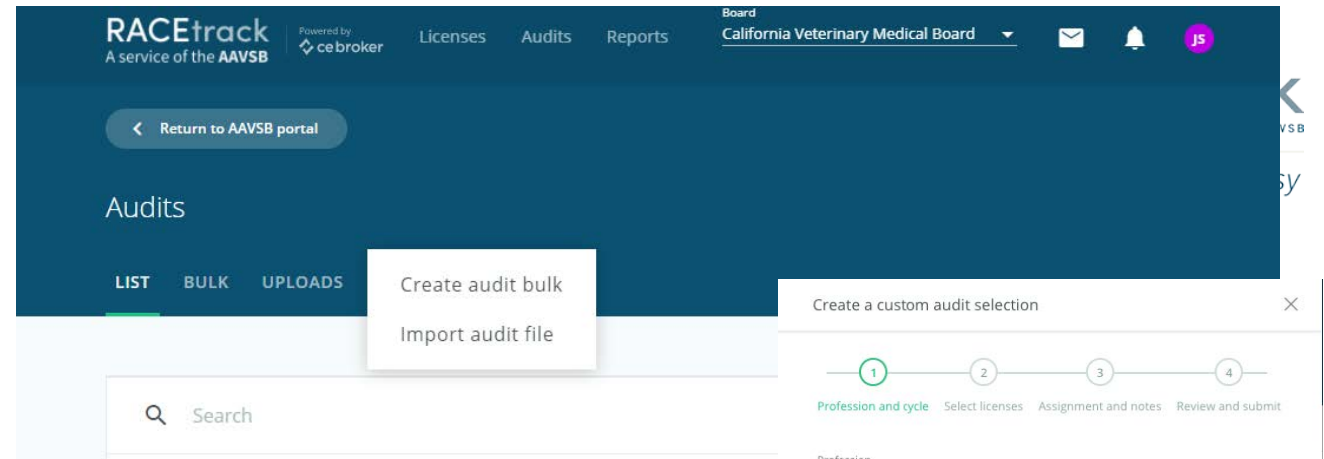 RACEtrack
A service of the AAVSB
Powered by
cebroker
Licenses
Audits
Reports
Board
California Veterinary Medical Board
JS
Return to AAVSB portal
Audits
LIST
BULK
UPLOADS
Create audit bulk
Import audit file
Search
Create a custom audit selection
1
2
3
4
Profession and cycle
Select licenses
Assignment and notes
Review and submit